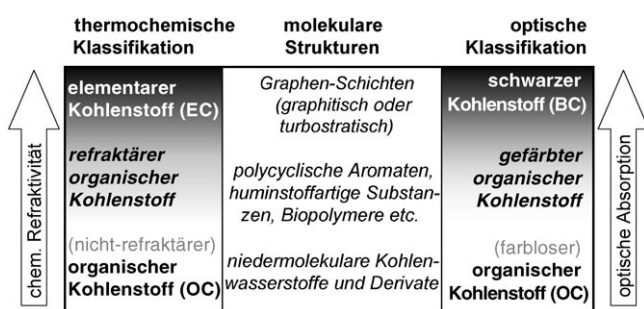 thermochemische
Klassifikation
molekulare
Strukturen
optische
Klassifikation
chem. Refraktivität
elementarer
Kohlenstoff (EC)
Graphen-Schichten
(graphitisch oder
turbostratisch)
schwarzer
Kohlenstoff (BC)
refraktärer
organischer
Kohlenstoff
polycyclische Aromaten,
huminstoffartige Substan-
zen, Biopolymere etc.
gefärbter
organischer
Kohlenstoff
(nicht-refraktärer)
organischer
Kohlenstoff (OC)
niedermolekulare Kohlen-
wasserstoffe und Derivate
(farbloser)
organischer
Kohlenstoff (OC)
optische Absorption